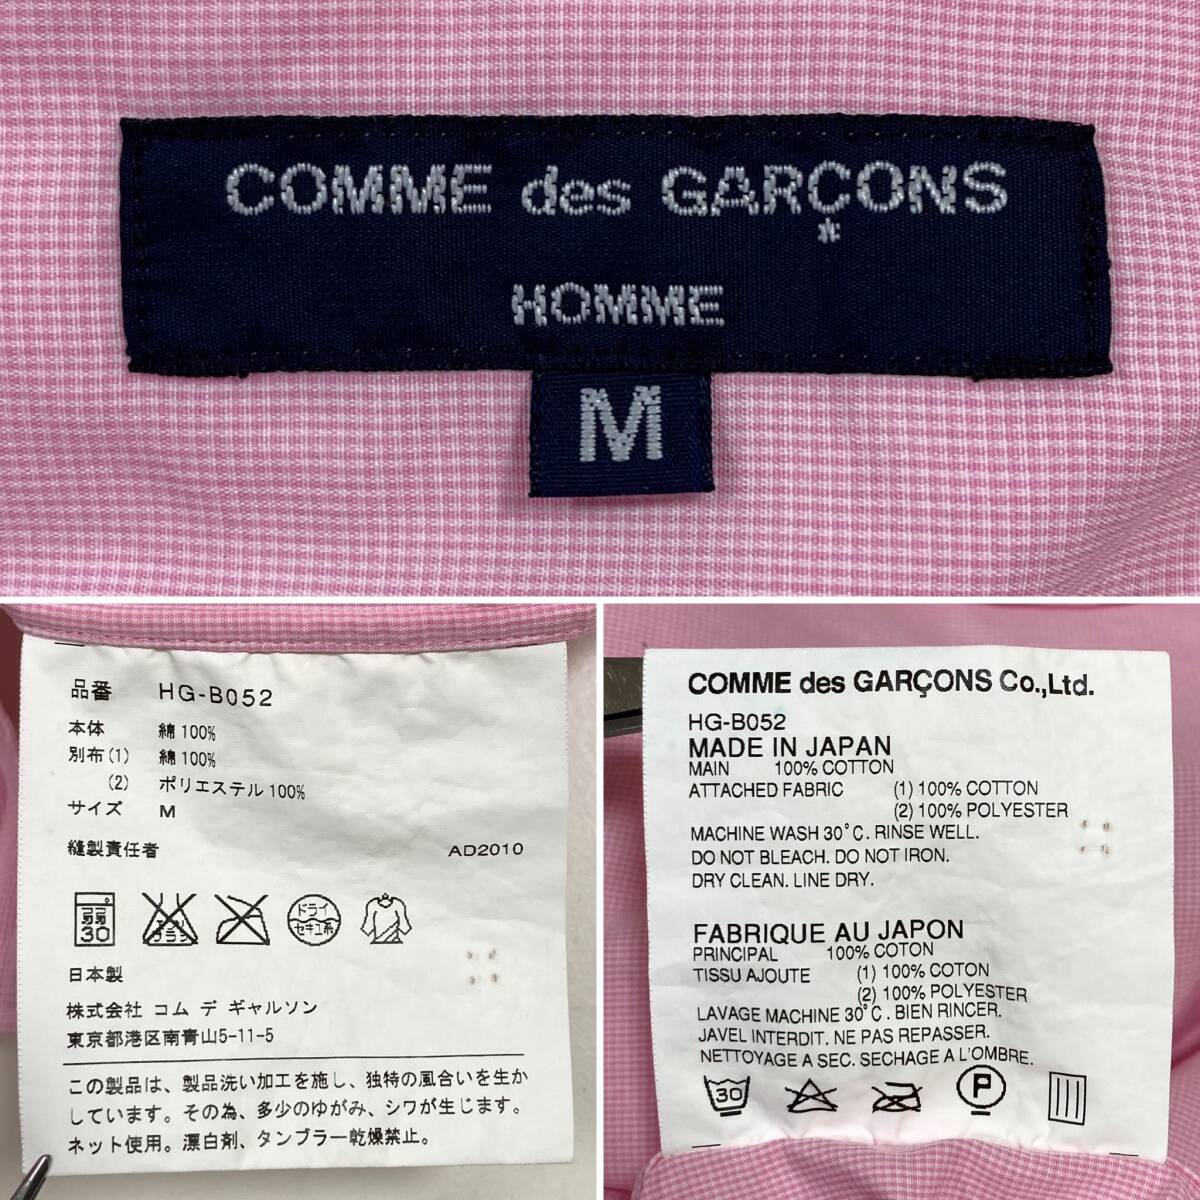 COMME des GARÇONS
HOMME
M
品番 HG-B052
本体 綿 100%
別布(1) 綿 100%
(2) ポリエステル 100%
サイズ M
縫製責任者 AD2010
弱 30
エンソ サラシ
ドライ セキユ系
日本製
株式会社 コム デ ギャルソン
東京都港区南青山5-11-5
この製品は、製品洗い加工を施し、独特の風合いを生か
しています。その為、多少のゆがみ、シワが生じます。
ネット使用。漂白剤、タンブラー乾燥禁止。
COMME des GARÇONS Co.,Ltd.
HG-B052
MADE IN JAPAN
MAIN 100% COTTON
ATTACHED FABRIC (1) 100% COTTON
(2) 100% POLYESTER
MACHINE WASH 30°C. RINSE WELL.
DO NOT BLEACH. DO NOT IRON.
DRY CLEAN. LINE DRY.
FABRIQUE AU JAPON
PRINCIPAL 100% COTON
TISSU AJOUTE (1) 100% COTON
(2) 100% POLYESTER
LAVAGE MACHINE 30°C. BIEN RINCER.
JAVEL INTERDIT. NE PAS REPASSER.
NETTOYAGE A SEC. SECHAGE A L'OMBRE.
30
P